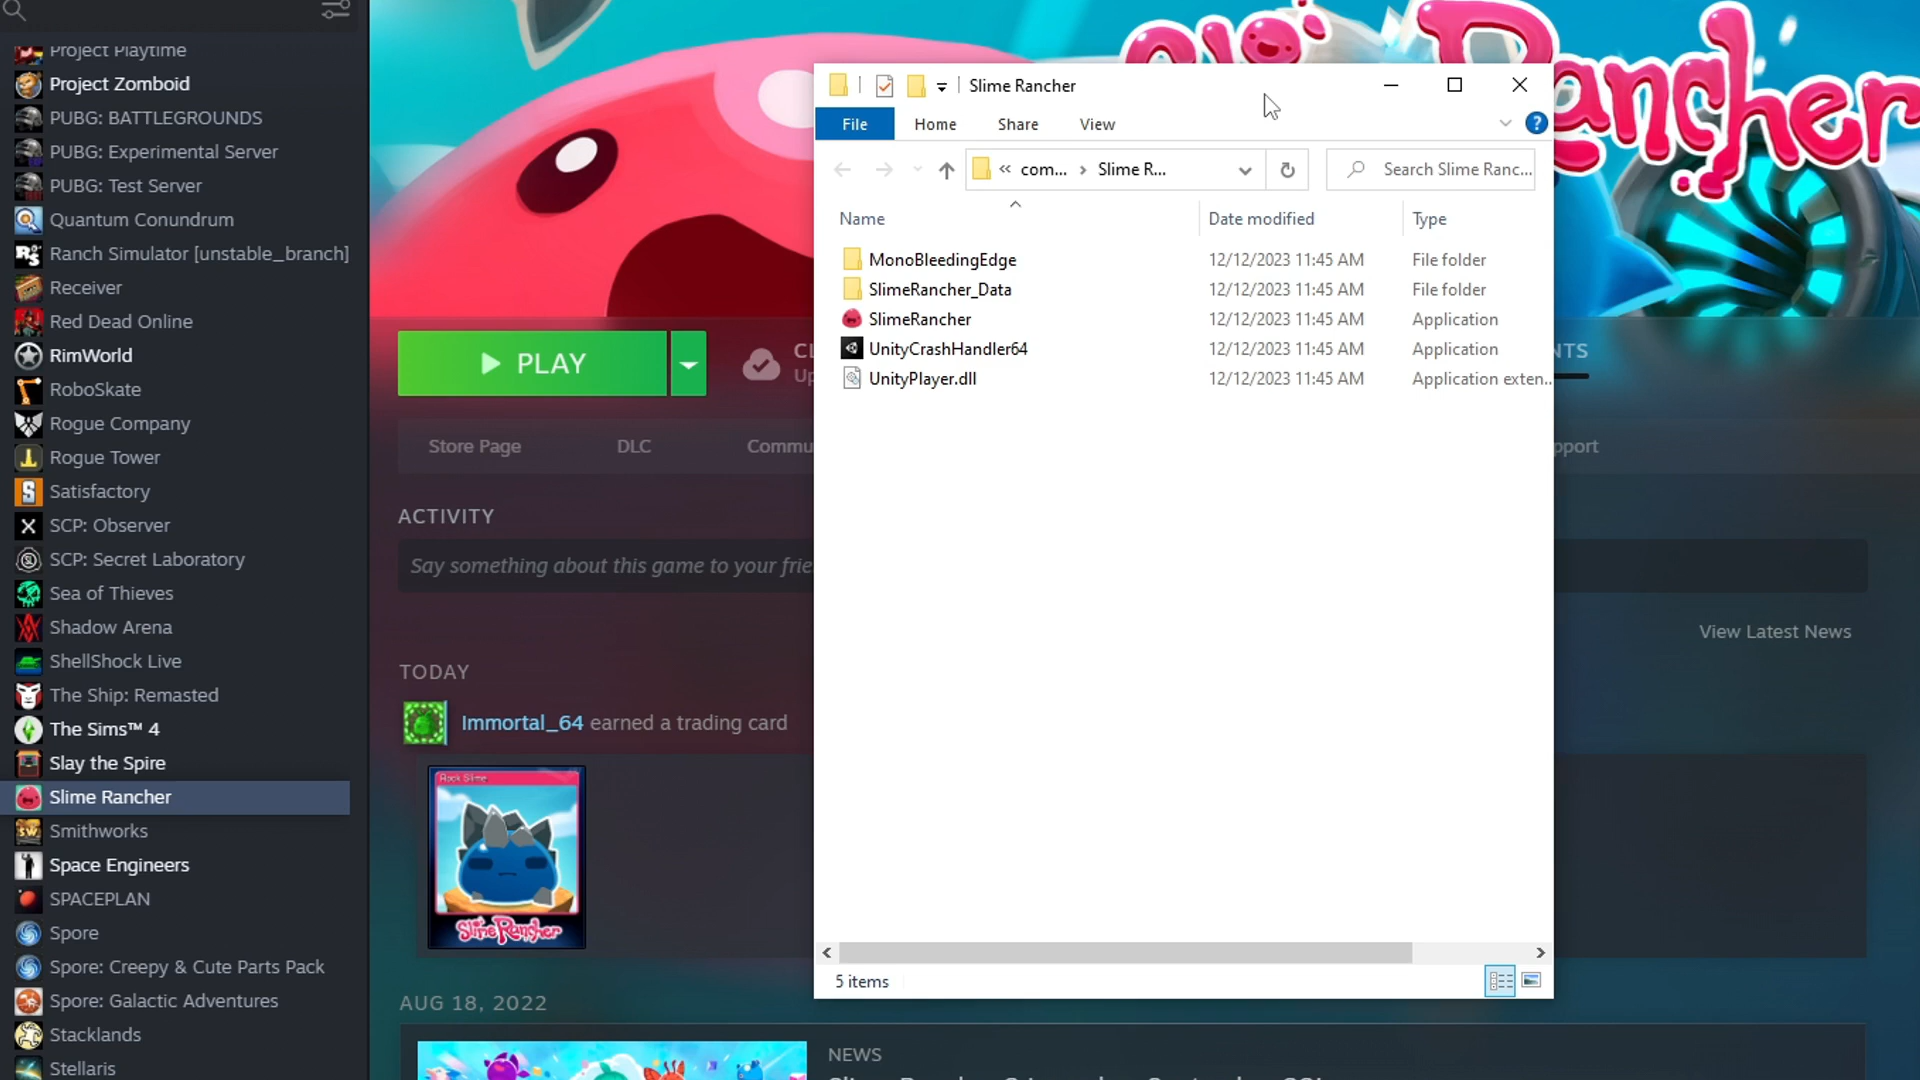 Project Playtime
Project Zomboid
PUBG: BATTLEGROUNDS
PUBG: Experimental Server
PUBG: Test Server
Quantum Conundrum
Ranch Simulator [unstable_branch]
Receiver
Red Dead Online
RimWorld
RoboSkate
Rogue Company
Rogue Tower
Satisfactory
SCP: Observer
SCP: Secret Laboratory
Sea of Thieves
Shadow Arena
ShellShock Live
The Ship: Remasted
The Sims™ 4
Slay the Spire
Slime Rancher
Smithworks
Space Engineers
SPACEPLAN
Spore
Spore: Creepy & Cute Parts Pack
Spore: Galactic Adventures
Stacklands
Stellaris
Rancher
PLAY
Store Page DLC Commu
pport
ACTIVITY
Say something about this game to your frie
View Latest News
TODAY
Immortal_64 earned a trading card
Rock Slime
Slime Rancher
AUG 18, 2022
NEWS
Slime Rancher
File Home Share View
« com... › Slime R...
Search Slime Ranc...
Name Date modified Type
MonoBleedingEdge 12/12/2023 11:45 AM File folder
SlimeRancher_Data 12/12/2023 11:45 AM File folder
SlimeRancher 12/12/2023 11:45 AM Application
UnityCrashHandler64 12/12/2023 11:45 AM Application
UnityPlayer.dll 12/12/2023 11:45 AM Application exten...
5 items